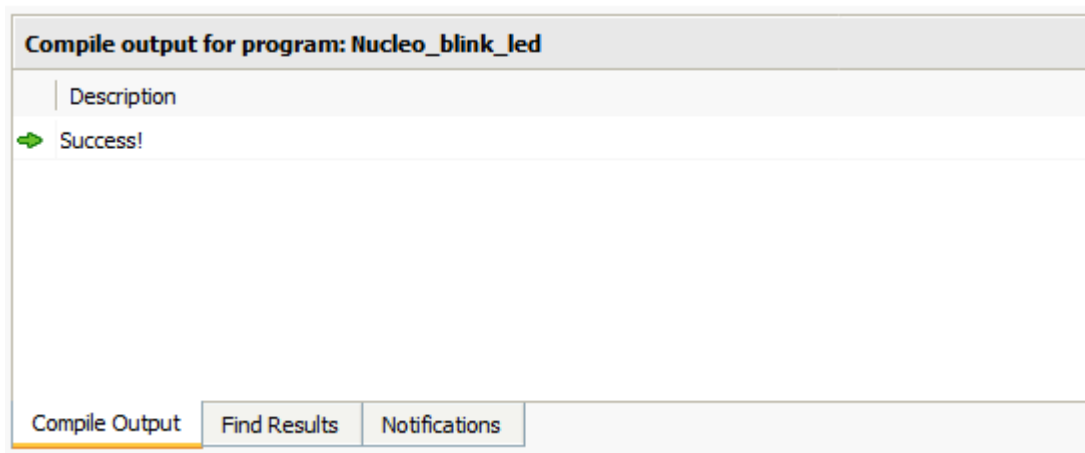 Compile output for program: Nucleo_blink_led
Description
Success!
Compile Output Find Results Notifications